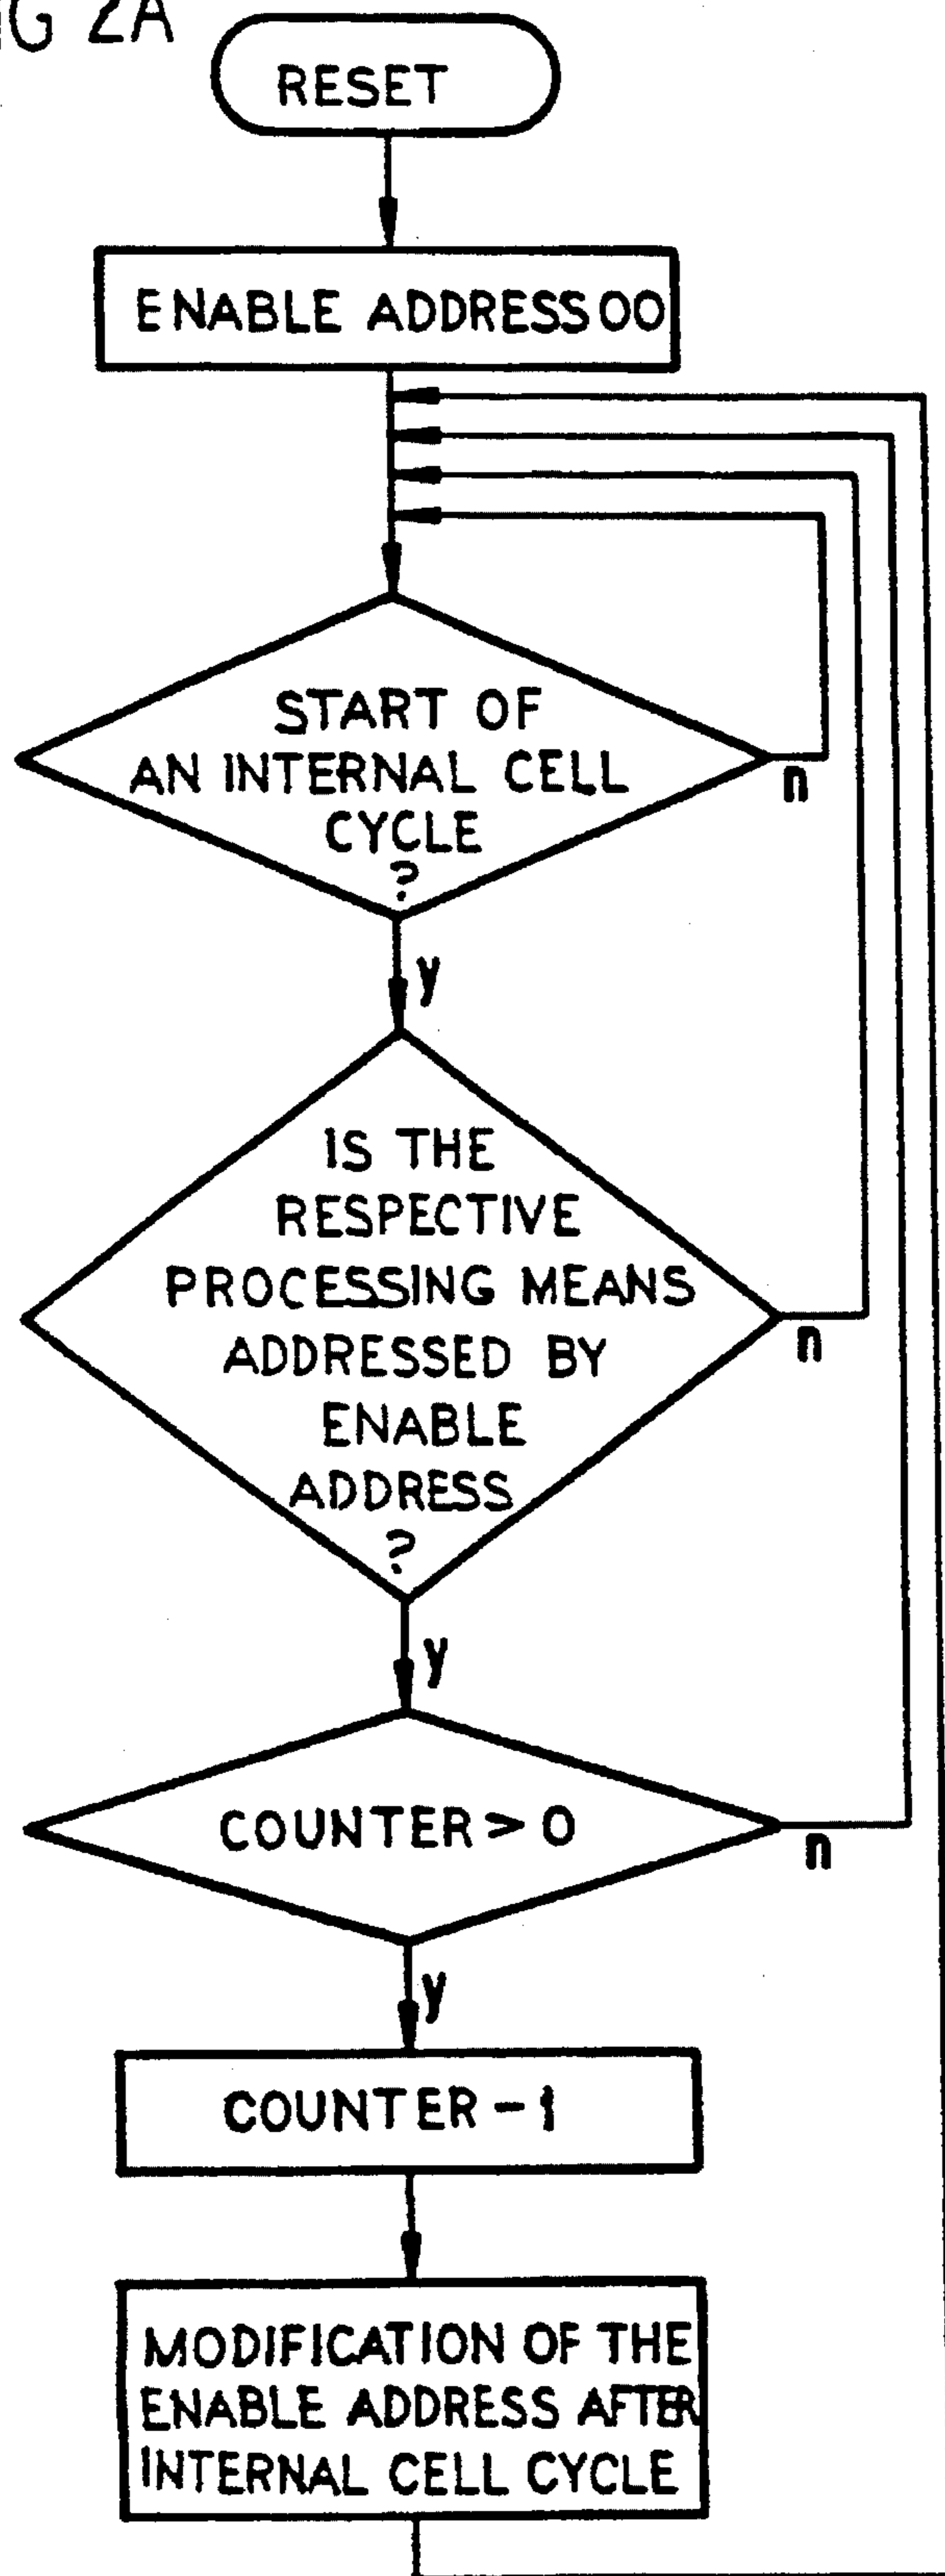 G 2A
RESET
ENABLE ADDRESS 00
START OF
AN INTERNAL CELL
CYCLE
?
n
y
IS THE
RESPECTIVE
PROCESSING MEANS
ADDRESSED BY
ENABLE
ADDRESS
?
n
y
COUNTER > 0
n
y
COUNTER - 1
MODIFICATION OF THE
ENABLE ADDRESS AFTER
INTERNAL CELL CYCLE